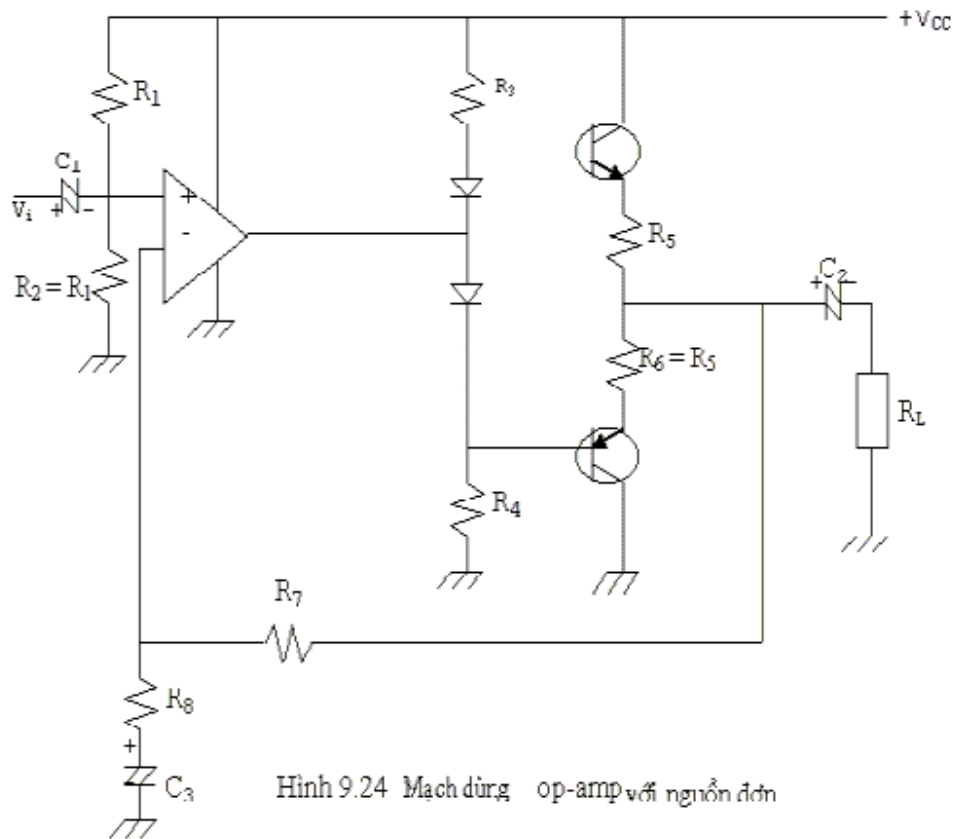 +VCC
R1
R3
C1
Vi
+
-
+
-
R5
R2 = R1
+
C2
-
R6 = R5
RL
R4
R7
R8
+
C3
Hình 9.24 Mạch dùng op-amp với nguồn đơn